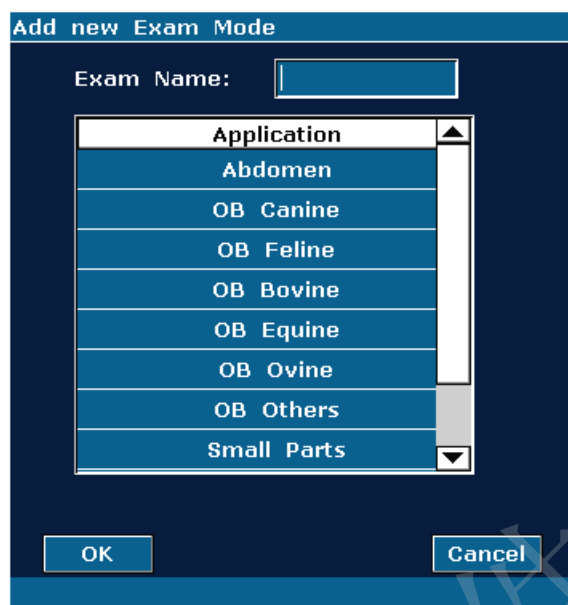 Add new Exam Mode
Exam Name:
Application
Abdomen
OB Canine
OB Feline
OB Bovine
OB Equine
OB Ovine
OB Others
Small Parts
OK Cancel